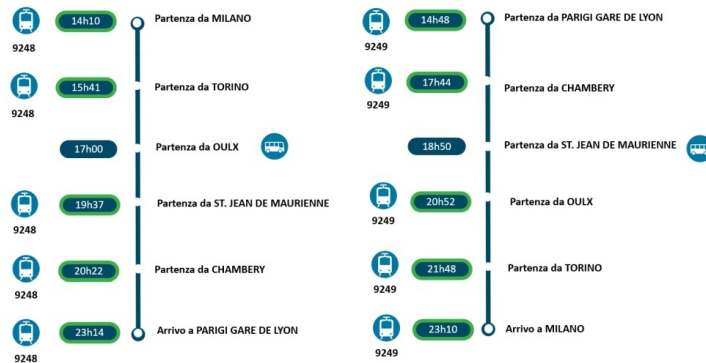 14h10 Partenza da MILANO
9248
15h41 Partenza da TORINO
9248
17h00 Partenza da OULX
19h37 Partenza da ST. JEAN DE MAURIENNE
9248
20h22 Partenza da CHAMBERY
9248
23h14 Arrivo a PARIGI GARE DE LYON
9248
14h48 Partenza da PARIGI GARE DE LYON
9249
17h44 Partenza da CHAMBERY
9249
18h50 Partenza da ST. JEAN DE MAURIENNE
20h52 Partenza da OULX
9249
21h48 Partenza da TORINO
9249
23h10 Arrivo a MILANO
9249